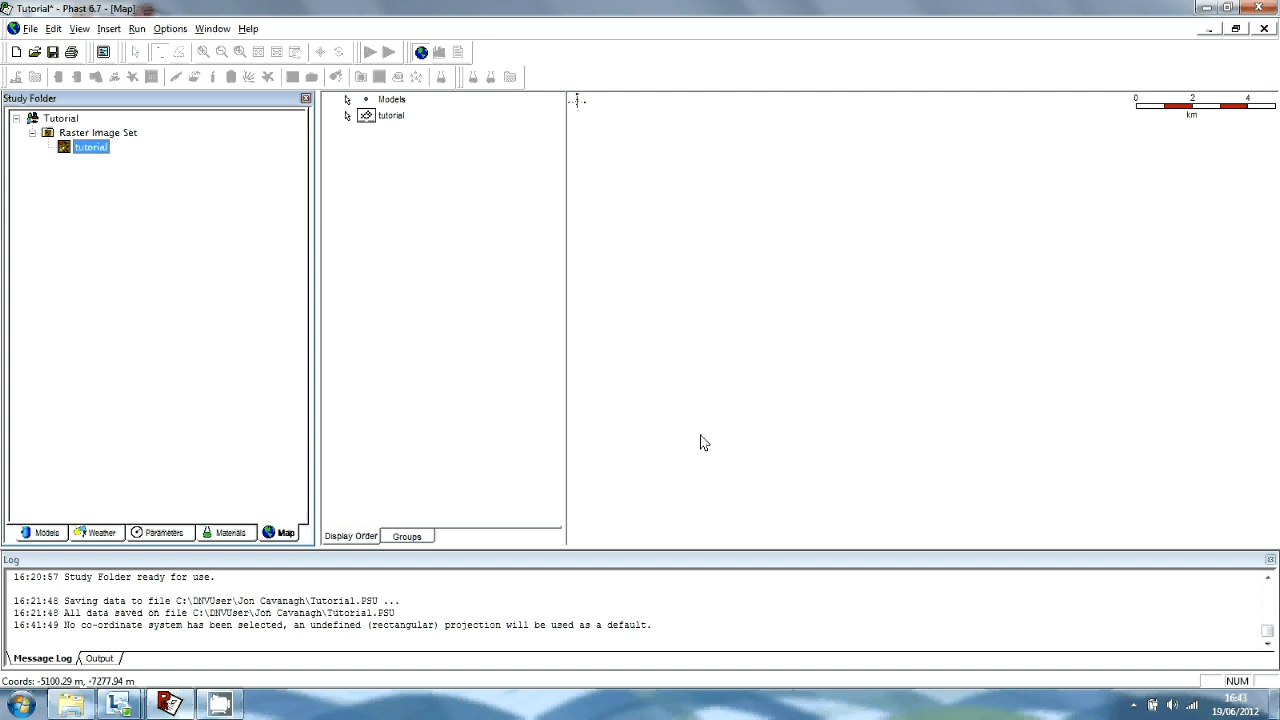 Tutorial* - Phast 6.7 - [Map]
File Edit View Insert Run Options Window Help
Study Folder
Tutorial
Raster Image Set
tutorial
Models
tutorial
0 2 4
km
Models Weather Parameters Materials Map
Display Order Groups
Log
16:20:57 Study Folder ready for use.
16:21:48 Saving data to file C:\DNVUser\Jon Cavanagh\Tutorial.PSU ...
16:21:48 All data saved on file C:\DNVUser\Jon Cavanagh\Tutorial.PSU
16:41:49 No co-ordinate system has been selected, an undefined (rectangular) projection will be used as a default.
Message Log Output
Coords: -5100.29 m, -7277.94 m
NUM
16:43
19/06/2012